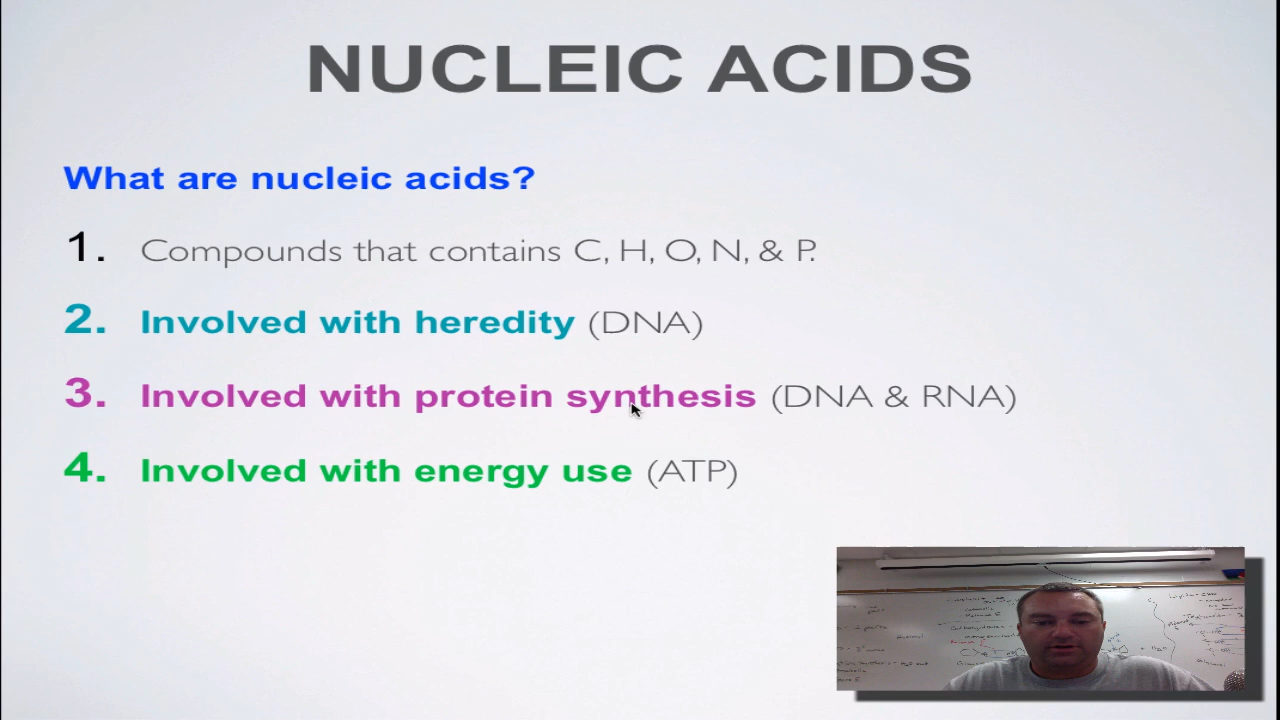 NUCLEIC ACIDS
What are nucleic acids?
1. Compounds that contains C, H, O, N, & P.
2. Involved with heredity (DNA)
3. Involved with protein synthesis (DNA & RNA)
4. Involved with energy use (ATP)